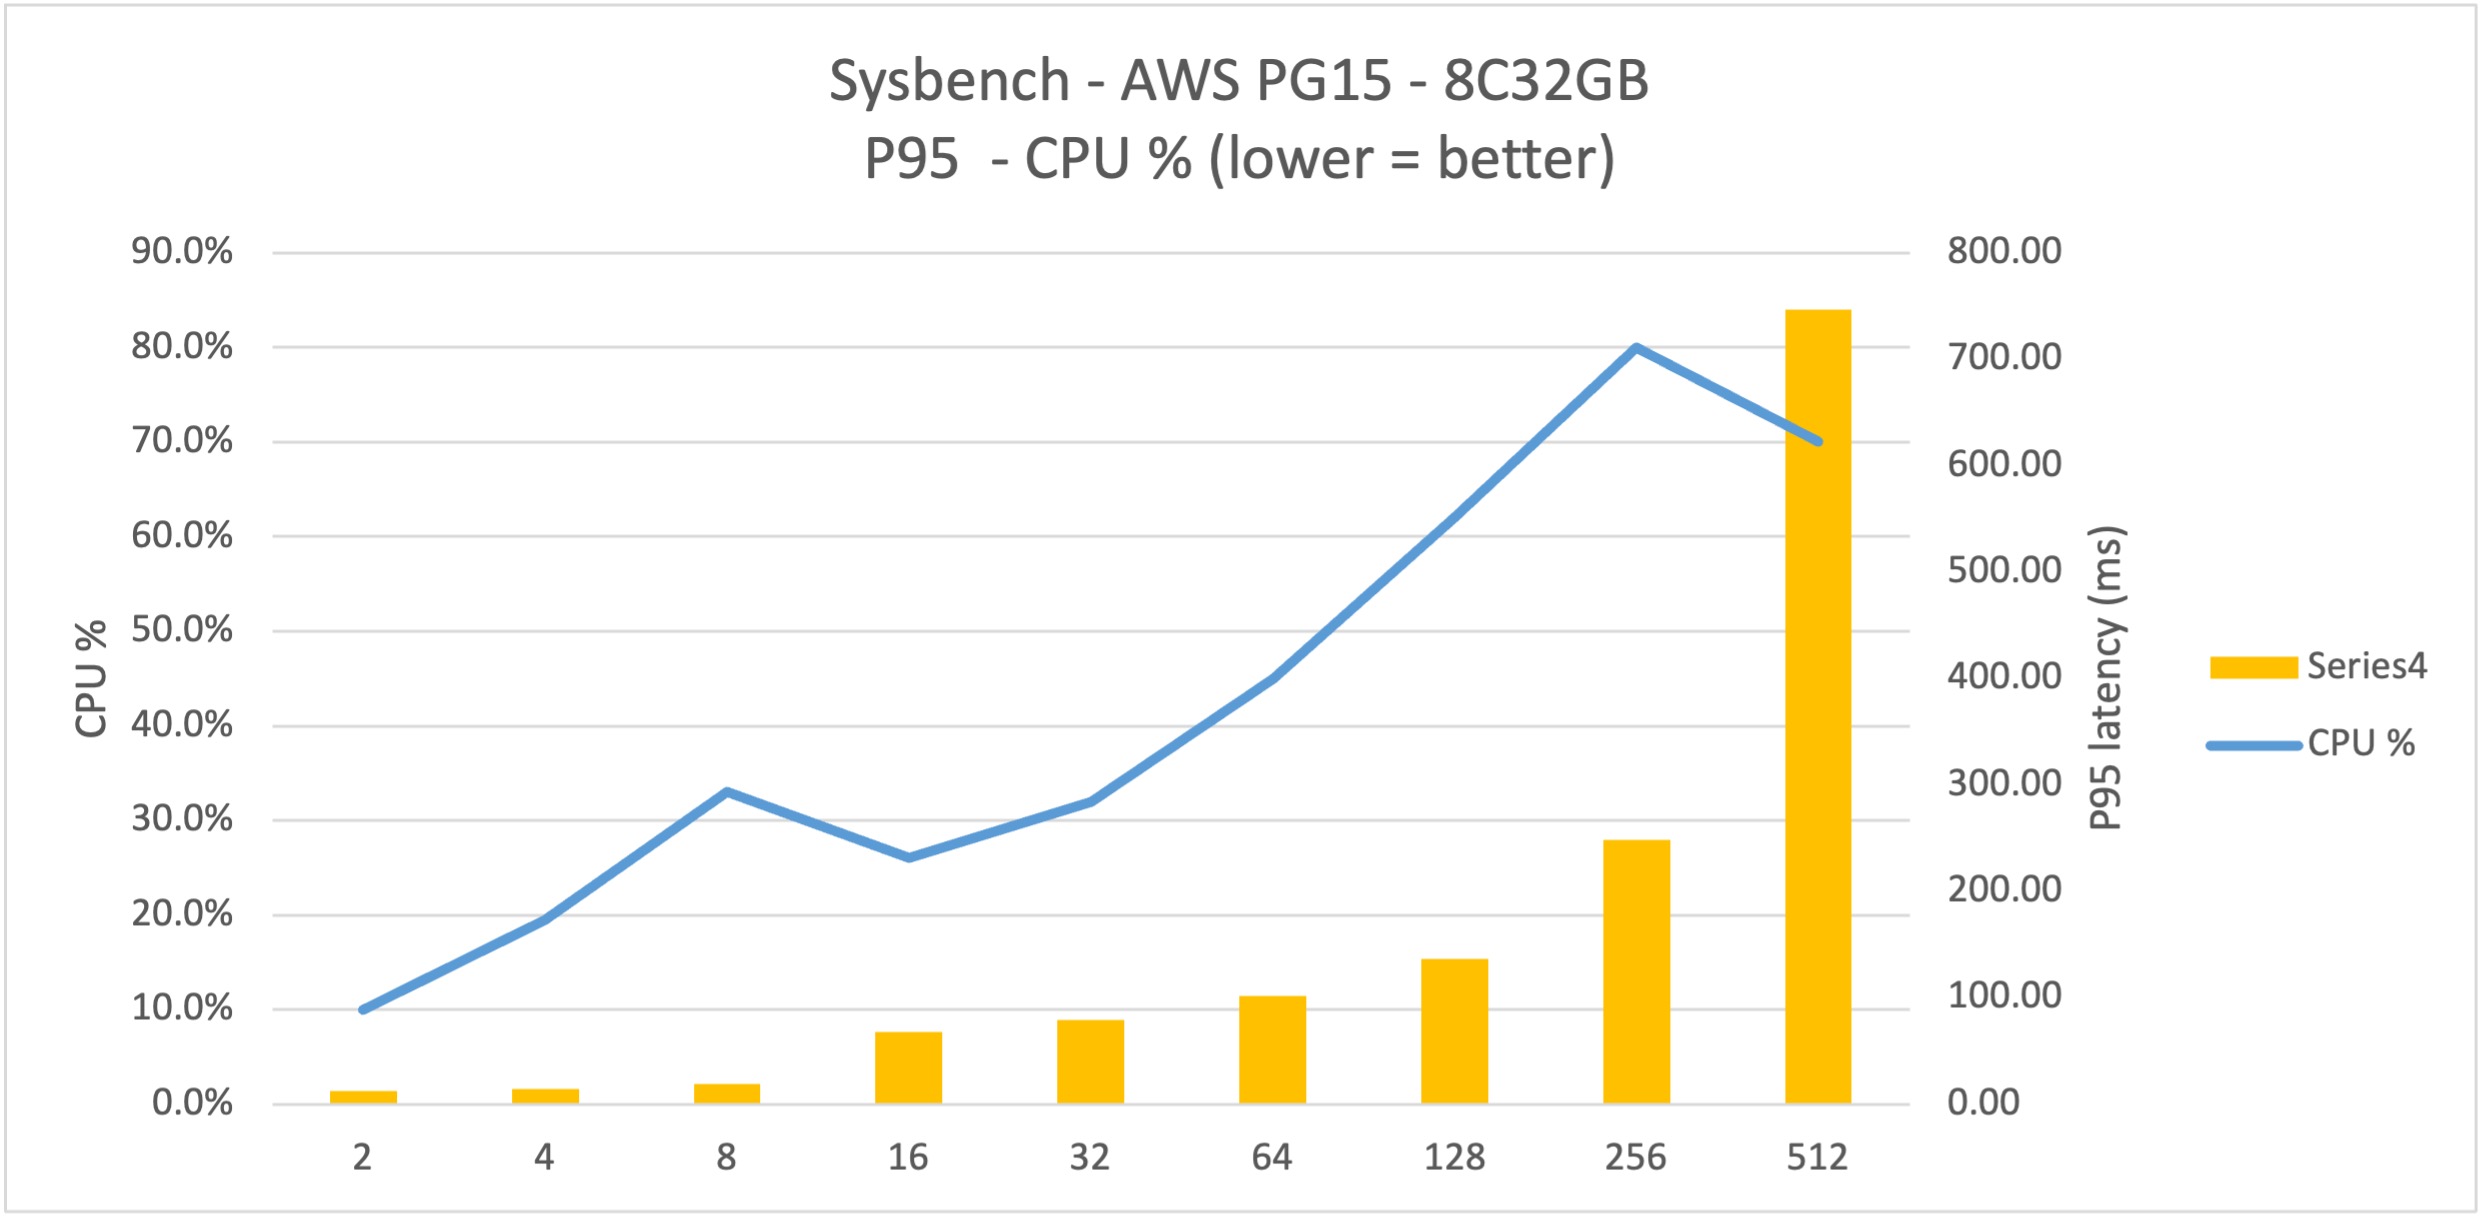 Sysbench - AWS PG15 - 8C32GB
P95 - CPU % (lower = better)
90.0%
80.0%
70.0%
60.0%
50.0%
40.0%
30.0%
20.0%
10.0%
0.0%
CPU %
800.00
700.00
600.00
500.00
400.00
300.00
200.00
100.00
0.00
P95 latency (ms)
2 4 8 16 32 64 128 256 512
Series4
CPU %